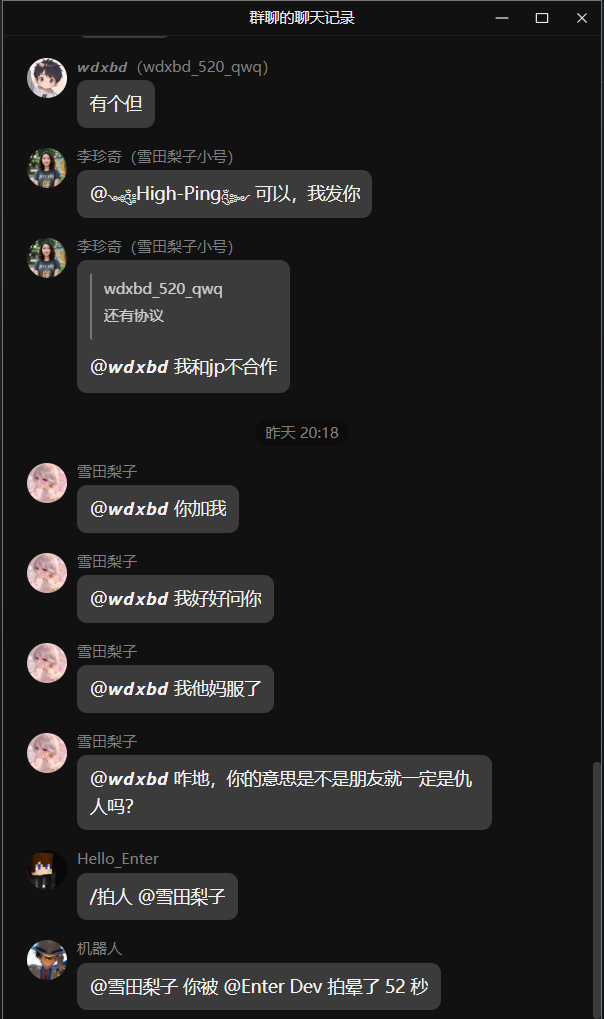 群聊的聊天记录
wdxbd（wdxbd_520_qwq）
有个但
李珍奇（雪田梨子小号）
@High-Ping 可以，我发你
李珍奇（雪田梨子小号）
wdxbd_520_qwq
还有协议
@wdxbd 我和jp不合作
昨天 20:18
雪田梨子
@wdxbd 你加我
雪田梨子
@wdxbd 我好好问你
雪田梨子
@wdxbd 我他妈服了
雪田梨子
@wdxbd 咋地，你的意思是不是朋友就一定是仇
人吗？
Hello_Enter
/拍人 @雪田梨子
机器人
@雪田梨子 你被 @Enter Dev 拍晕了 52 秒